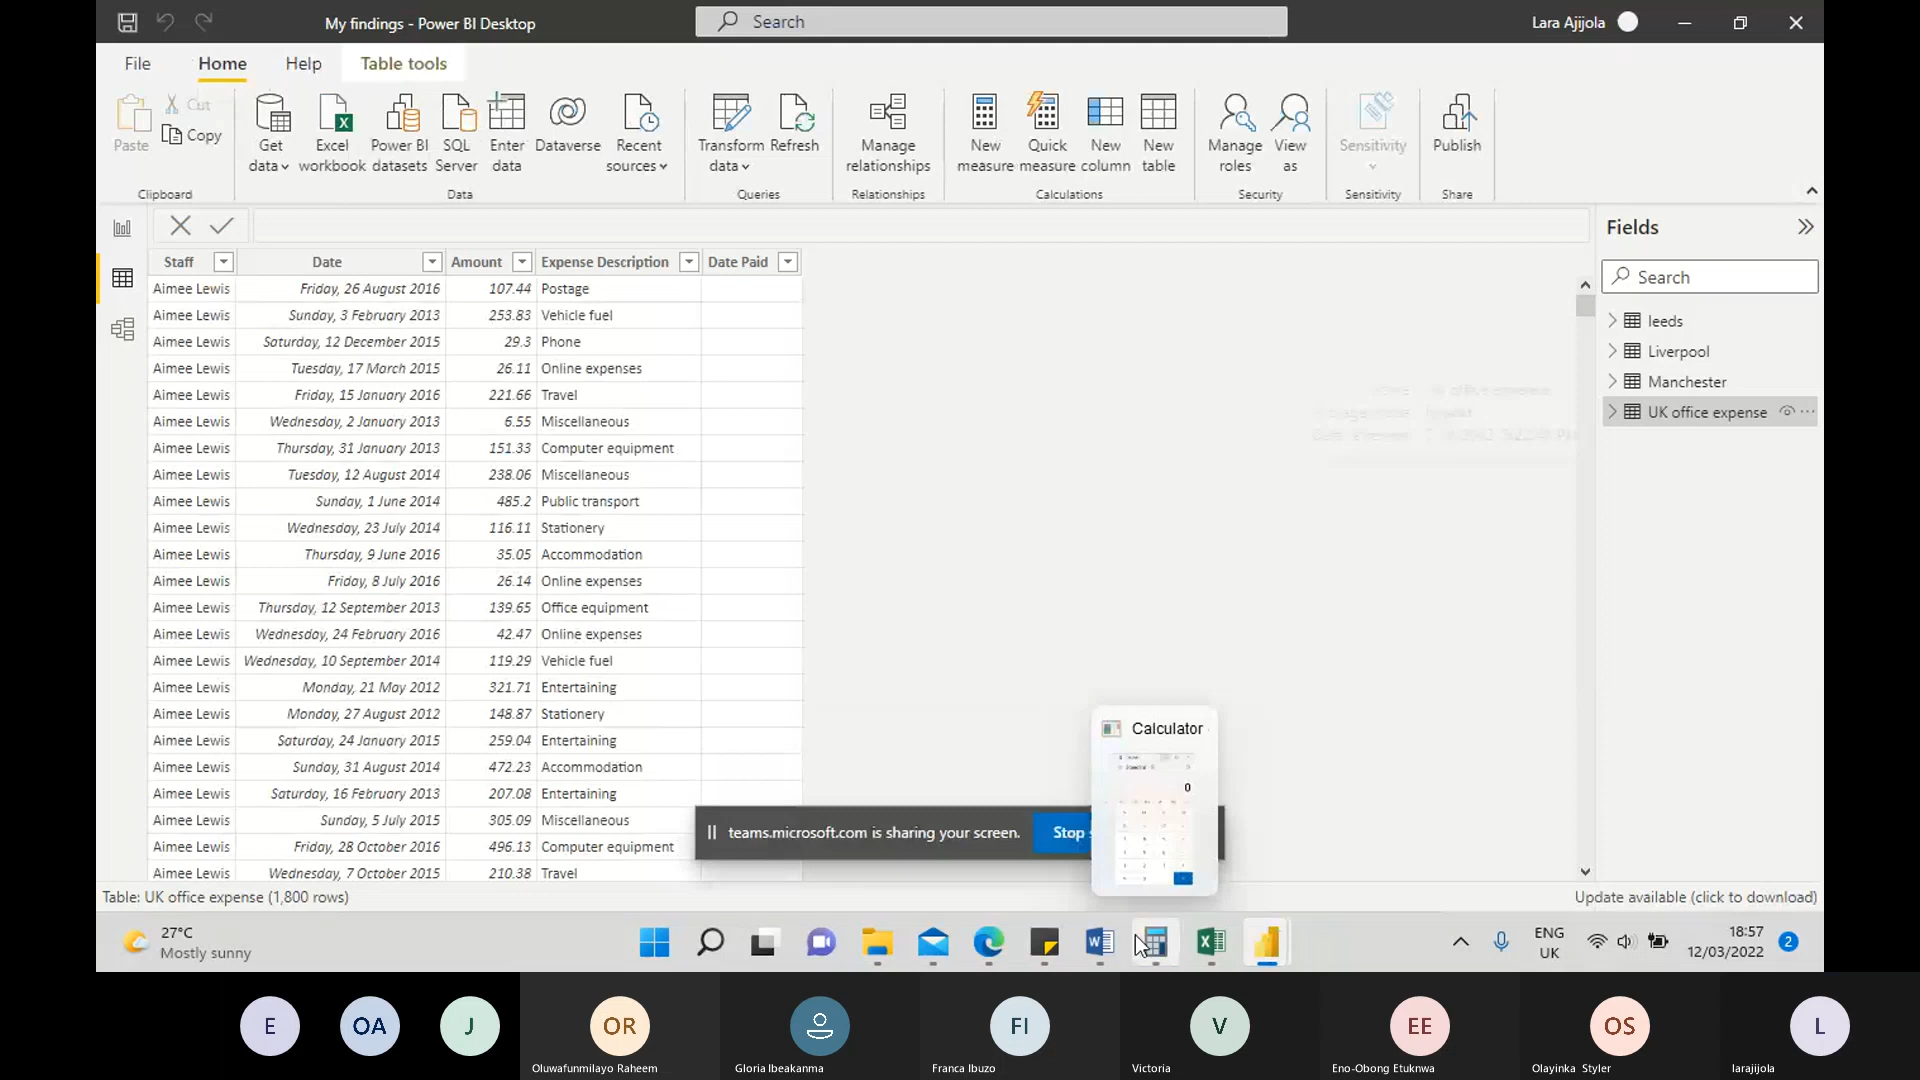 My findings - Power BI Desktop
Search
Lara Ajijola
File
Home
Help
Table tools
Paste
Cut
Copy
Get data
Excel workbook
Power BI datasets
SQL Server
Enter data
Dataverse
Recent sources
Transform data
Refresh
Manage relationships
New measure
Quick measure
New column
New table
Manage roles
View as
Sensitivity
Publish
Clipboard
Data
Queries
Relationships
Calculations
Security
Sensitivity
Share
Staff Date Amount Expense Description Date Paid
Aimee Lewis Friday, 26 August 2016 107.44 Postage
Aimee Lewis Sunday, 3 February 2013 253.83 Vehicle fuel
Aimee Lewis Saturday, 12 December 2015 29.3 Phone
Aimee Lewis Tuesday, 17 March 2015 26.11 Online expenses
Aimee Lewis Friday, 15 January 2016 221.66 Travel
Aimee Lewis Wednesday, 2 January 2013 6.55 Miscellaneous
Aimee Lewis Thursday, 31 January 2013 151.33 Computer equipment
Aimee Lewis Tuesday, 12 August 2014 238.06 Miscellaneous
Aimee Lewis Sunday, 1 June 2014 485.2 Public transport
Aimee Lewis Wednesday, 23 July 2014 116.11 Stationery
Aimee Lewis Thursday, 9 June 2016 35.05 Accommodation
Aimee Lewis Friday, 8 July 2016 26.14 Online expenses
Aimee Lewis Thursday, 12 September 2013 139.65 Office equipment
Aimee Lewis Wednesday, 24 February 2016 42.47 Online expenses
Aimee Lewis Wednesday, 10 September 2014 119.29 Vehicle fuel
Aimee Lewis Monday, 21 May 2012 321.71 Entertaining
Aimee Lewis Monday, 27 August 2012 148.87 Stationery
Aimee Lewis Saturday, 24 January 2015 259.04 Entertaining
Aimee Lewis Sunday, 31 August 2014 472.23 Accommodation
Aimee Lewis Saturday, 16 February 2013 207.08 Entertaining
Aimee Lewis Sunday, 5 July 2015 305.09 Miscellaneous
Aimee Lewis Friday, 28 October 2016 496.13 Computer equipment
Aimee Lewis Wednesday, 7 October 2015 210.38 Travel
Fields
Search
leeds
Liverpool
Manchester
UK office expense
Calculator
0
teams.microsoft.com is sharing your screen.
Stop
Table: UK office expense (1,800 rows)
Update available (click to download)
27°C
Mostly sunny
ENG
UK
18:57
12/03/2022
2
E
OA
J
OR
FI
V
EE
OS
L
Oluwafunmilayo Raheem
Gloria Ibeakanma
Franca Ibuzo
Victoria
Eno-Obong Etuknwa
Olayinka Styler
larajijola